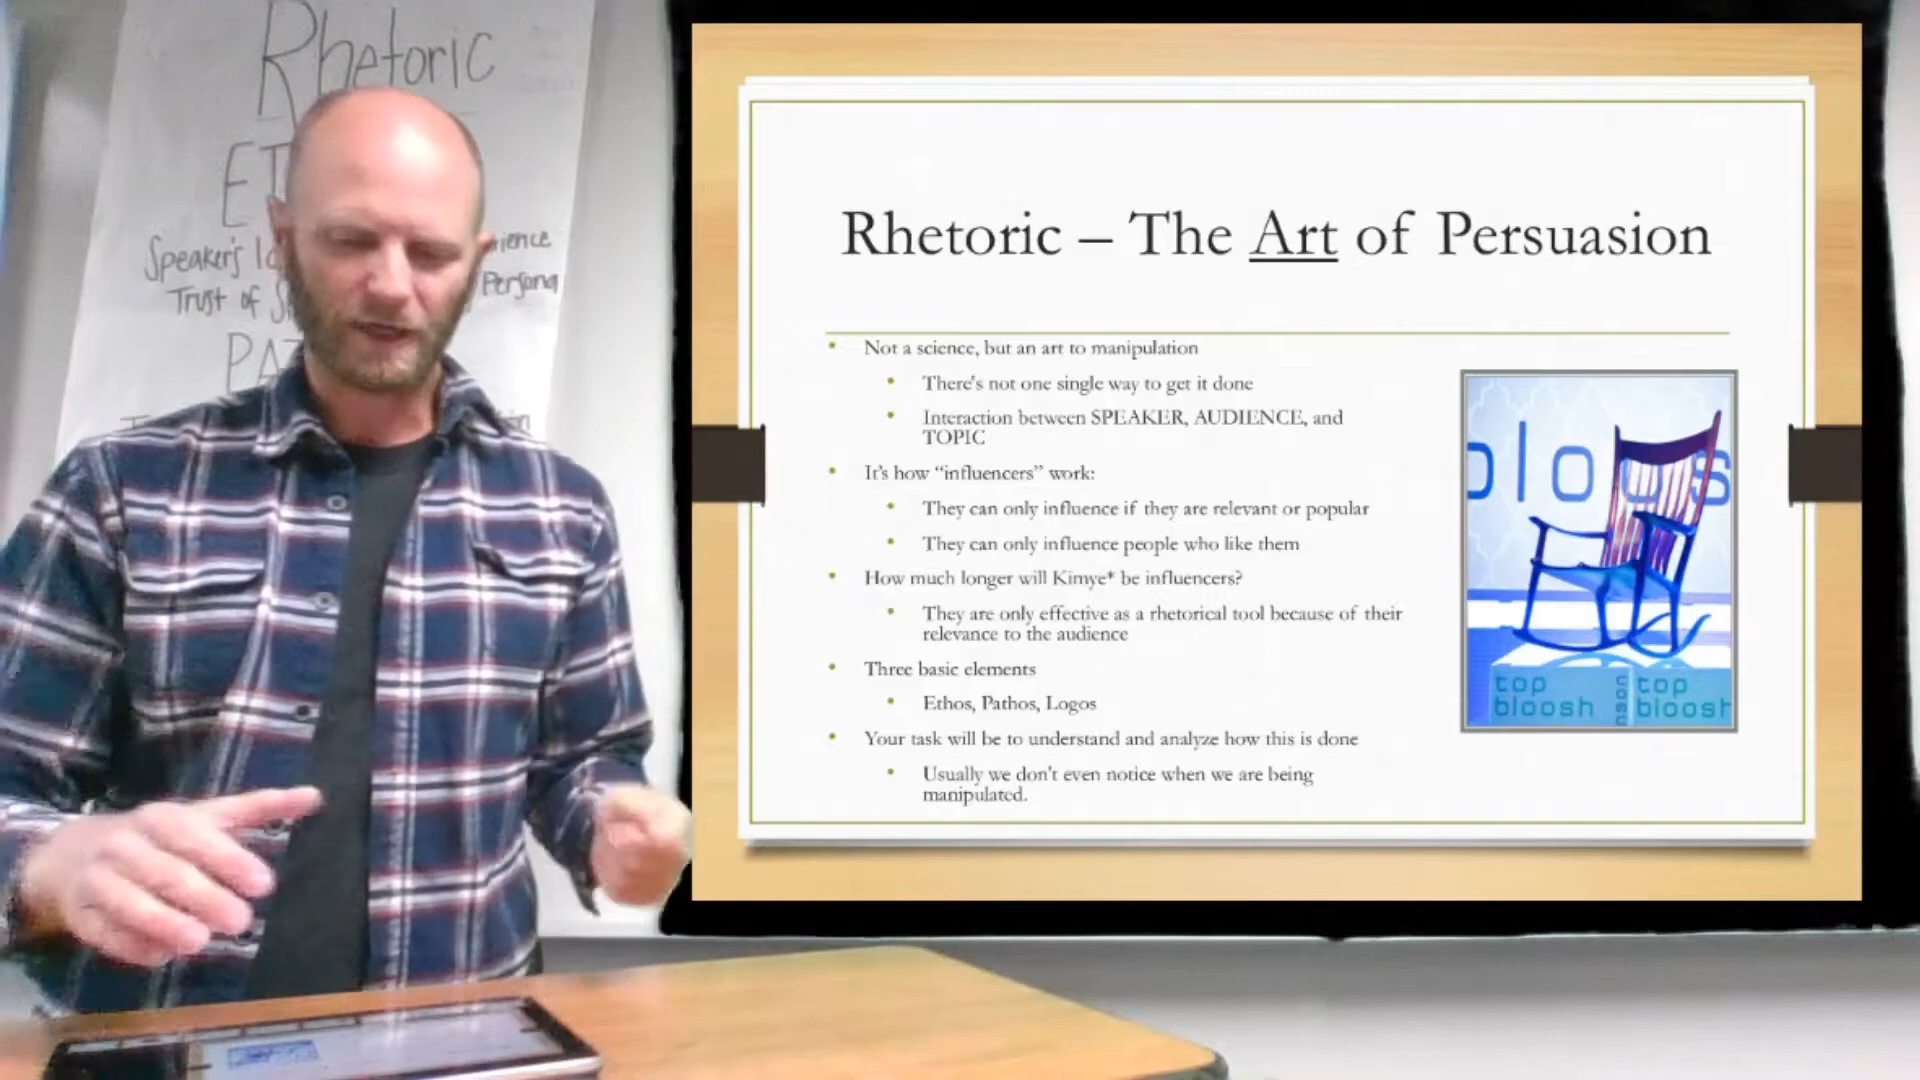 Rhetoric
Speaker's
Trust of
Persona
Rhetoric – The Art of Persuasion
• Not a science, but an art to manipulation
• There's not one single way to get it done
• Interaction between SPEAKER, AUDIENCE, and
TOPIC
• It's how “influencers” work:
• They can only influence if they are relevant or popular
• They can only influence people who like them
• How much longer will Kimye* be influencers?
• They are only effective as a rhetorical tool because of their
relevance to the audience
• Three basic elements
• Ethos, Pathos, Logos
• Your task will be to understand and analyze how this is done
• Usually we don't even notice when we are being
manipulated.
top
bloosh
top
bloosh